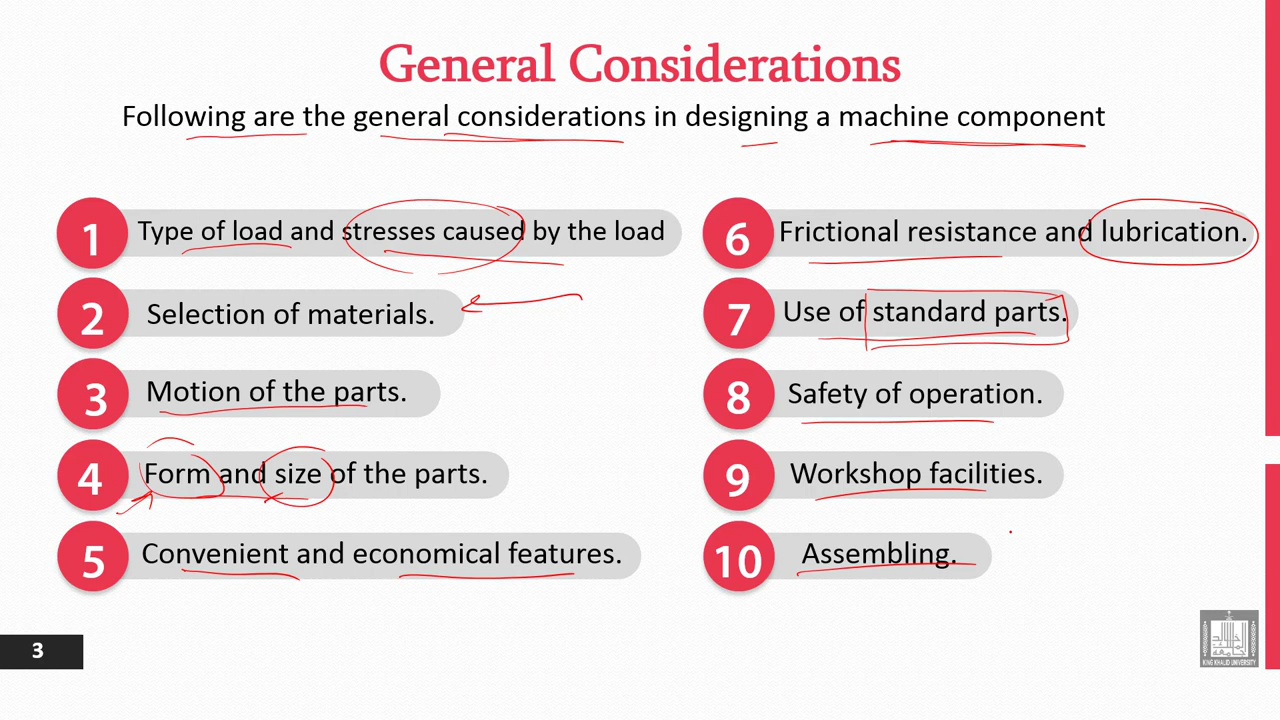 General Considerations
Following are the general considerations in designing a machine component
1 Type of load and stresses caused by the load
2 Selection of materials.
3 Motion of the parts.
4 Form and size of the parts.
5 Convenient and economical features.
6 Frictional resistance and lubrication.
7 Use of standard parts.
8 Safety of operation.
9 Workshop facilities.
10 Assembling.
3
KING KHALID UNIVERSITY